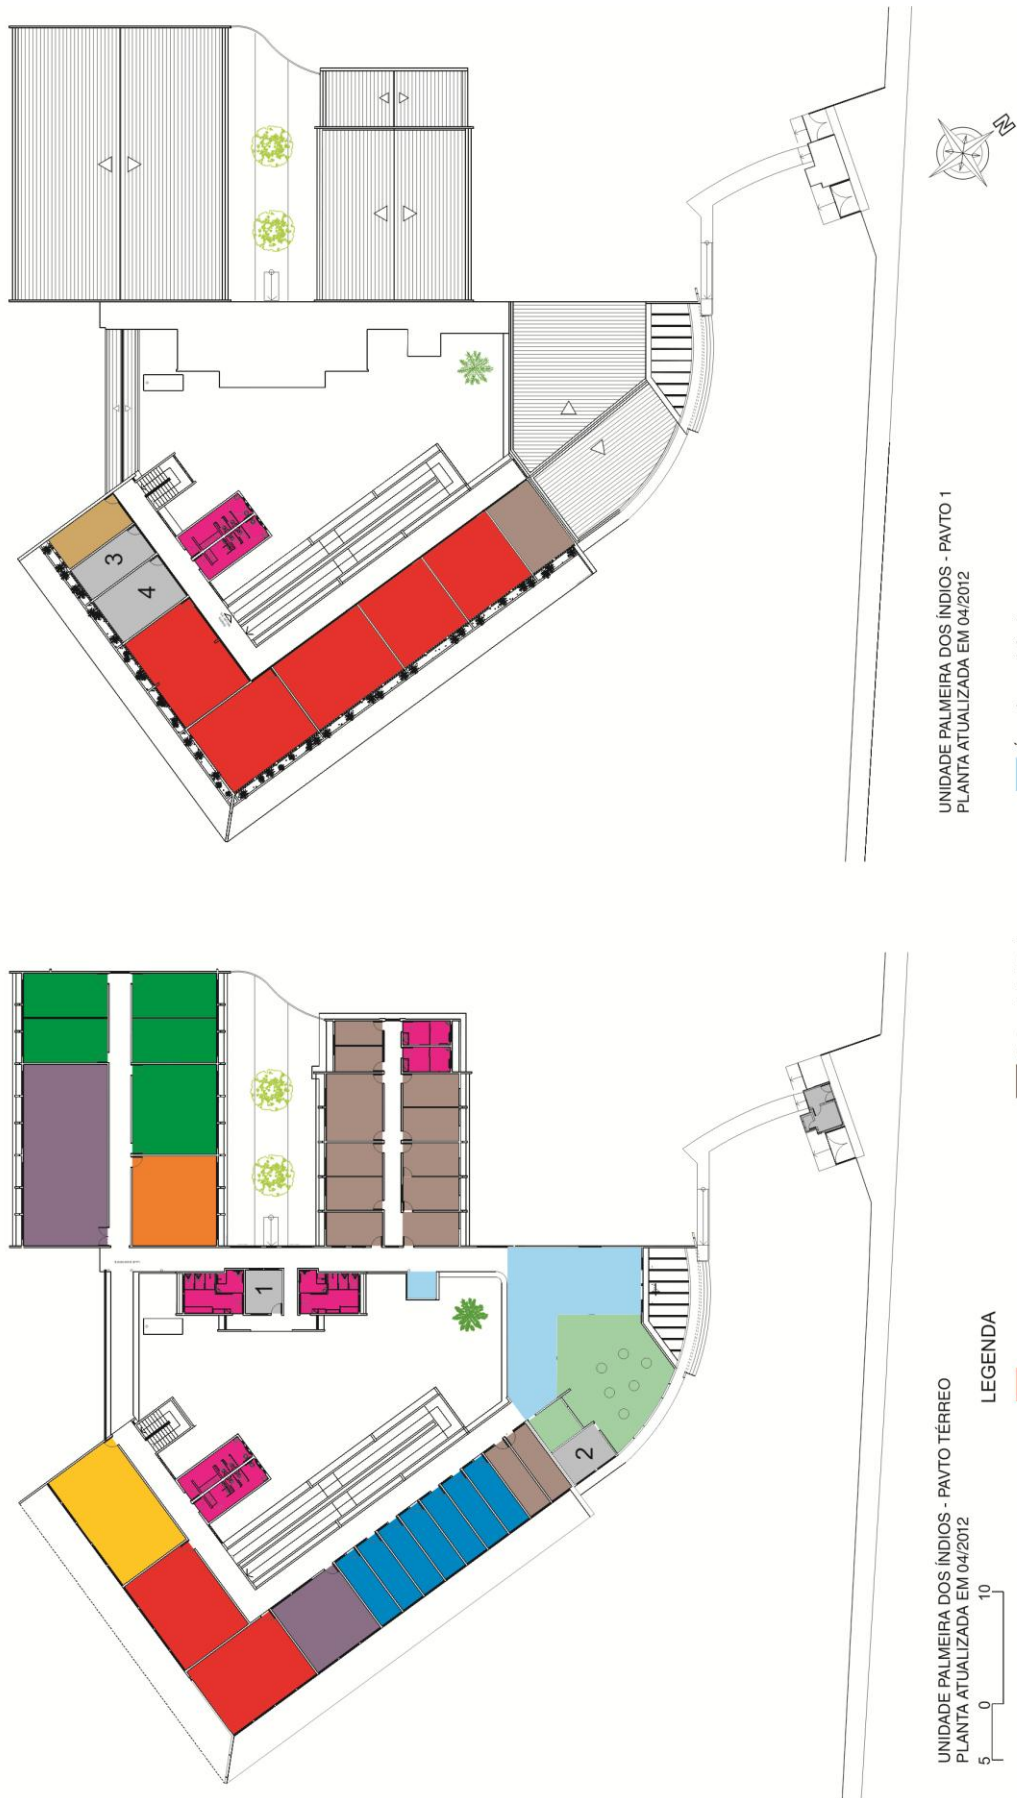 N
3
4
UNIDADE PALMEIRA DOS ÍNDIOS - PAVTO 1
PLANTA ATUALIZADA EM 04/2012
1
2
UNIDADE PALMEIRA DOS ÍNDIOS - PAVTO TÉRREO
PLANTA ATUALIZADA EM 04/2012
5 0 10
LEGENDA